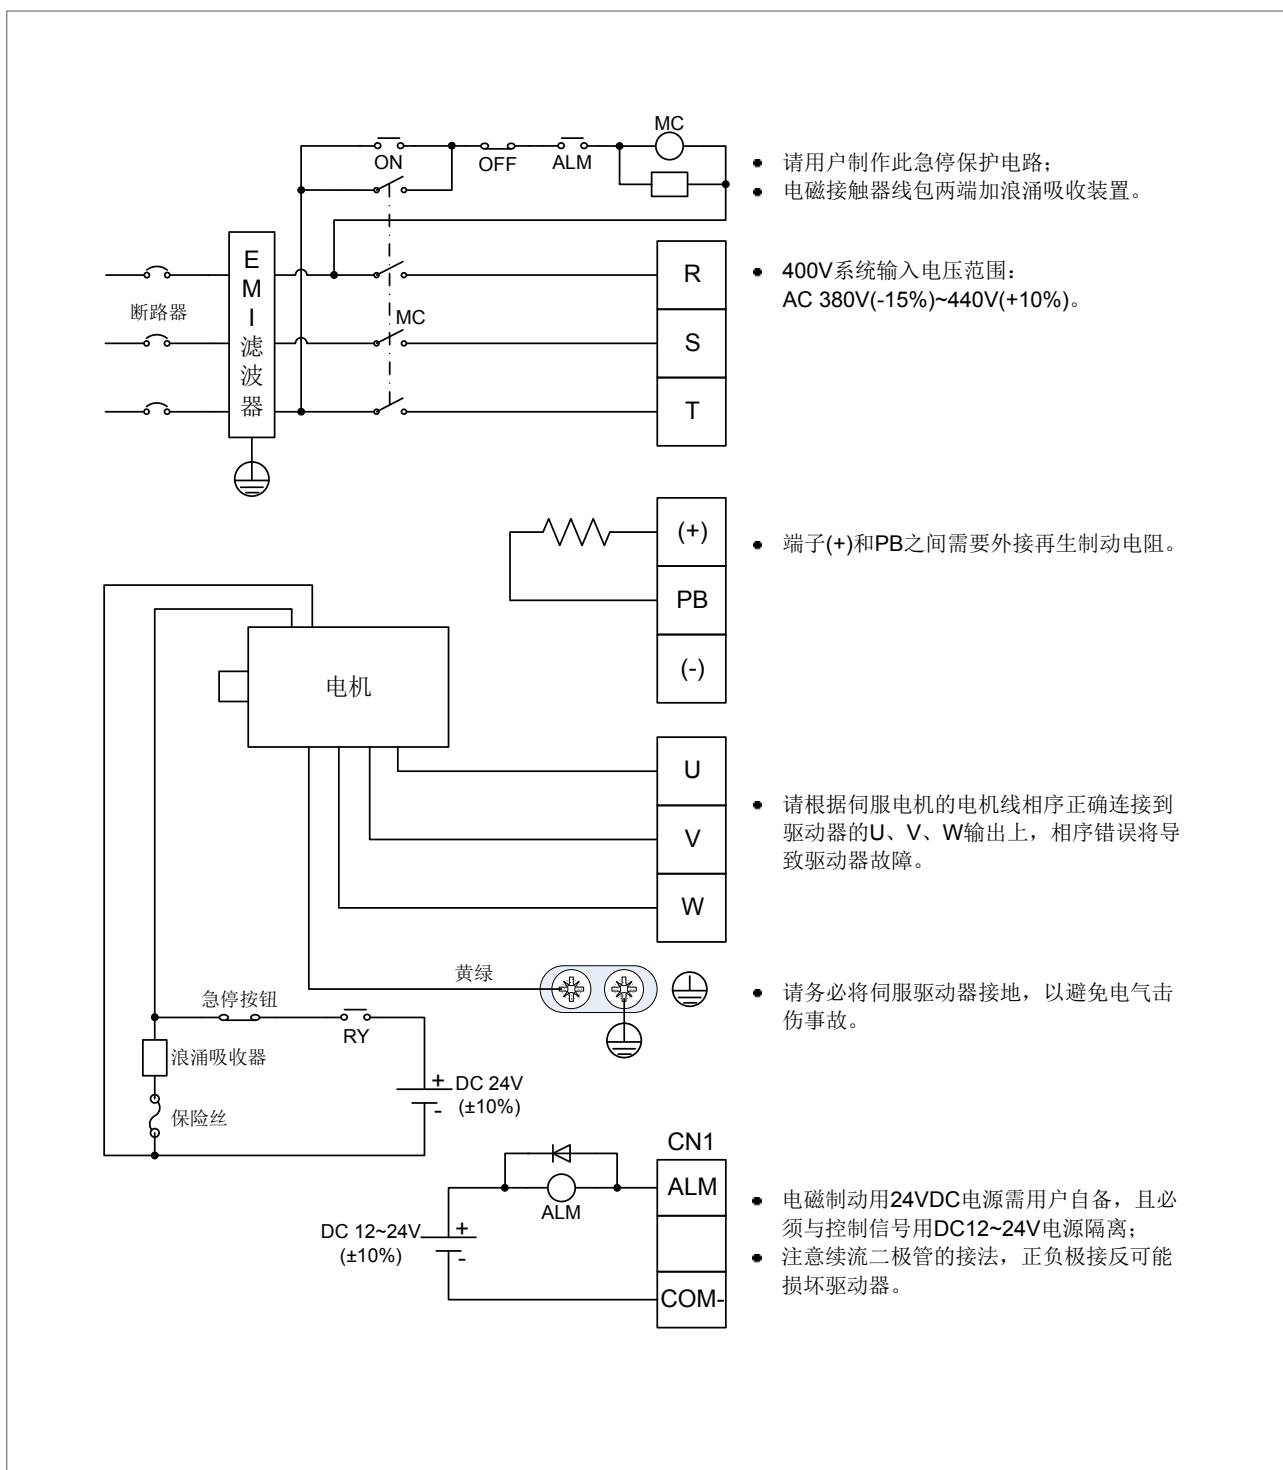 MC
ON
OFF
ALM
请用户制作此急停保护电路；
电磁接触器线包两端加浪涌吸收装置。
EMI滤波器
断路器
MC
R
S
T
400V系统输入电压范围：
AC 380V(-15%)~440V(+10%)。
(+)
PB
(-)
端子(+)和PB之间需要外接再生制动电阻。
电机
U
V
W
请根据伺服电机的电机线相序正确连接到
驱动器的U、V、W输出上，相序错误将导
致驱动器故障。
黄绿
请务必将伺服驱动器接地，以避免电气击
伤事故。
急停按钮
RY
浪涌吸收器
保险丝
+
-
DC 24V
(±10%)
CN1
ALM
COM-
ALM
DC 12~24V
(±10%)
+
-
电磁制动用24VDC电源需用户自备，且必
须与控制信号用DC12~24V电源隔离；
注意续流二极管的接法，正负极接反可能
损坏驱动器。